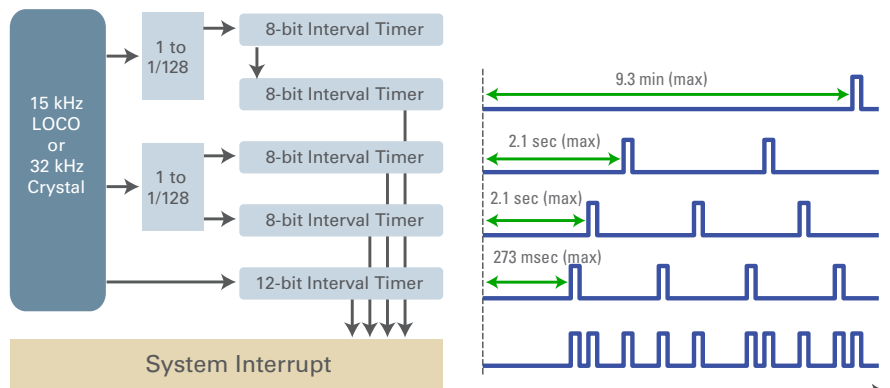 15 kHz
LOCO
or
32 kHz
Crystal
1 to
1/128
8-bit Interval Timer
8-bit Interval Timer
1 to
1/128
8-bit Interval Timer
8-bit Interval Timer
12-bit Interval Timer
System Interrupt
9.3 min (max)
2.1 sec (max)
2.1 sec (max)
273 msec (max)